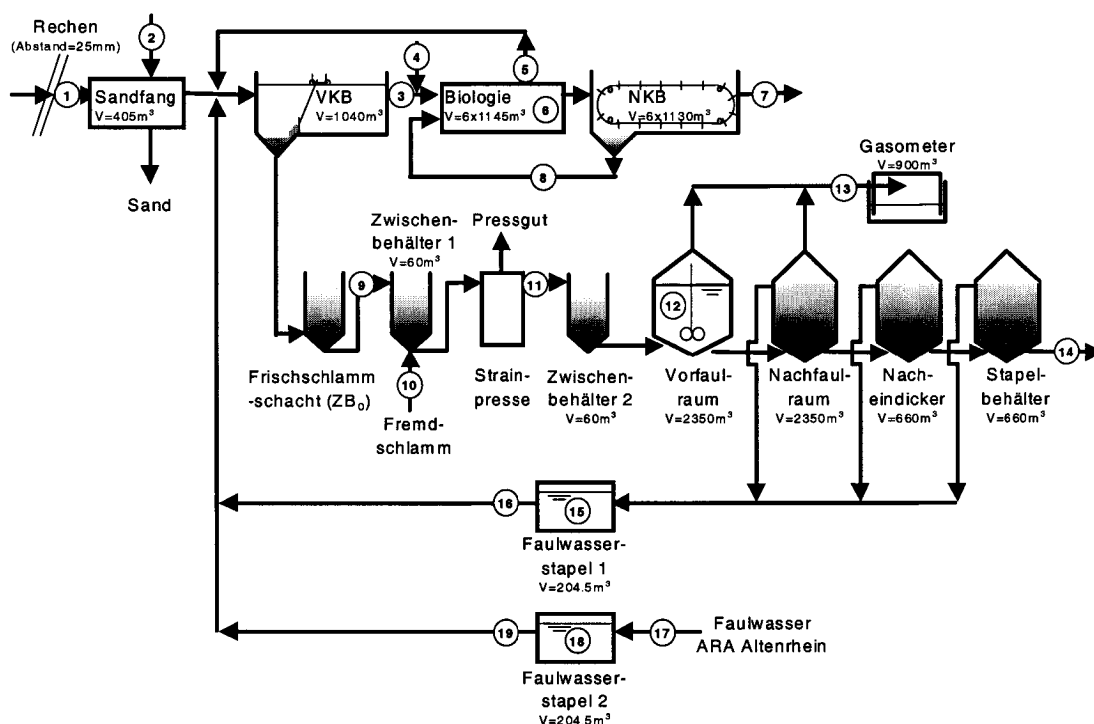 Rechen
(Abstand=25mm)
2
1
Sandfang
V=405m³
Sand
VKB
V=1040m³
3
4
5
Biologie
V=6x1145m³
6
NKB
V=6x1130m³
7
8
Gasometer
V=900m³
13
Zwischen-
behälter 1
V=60m³
Pressgut
9
11
12
14
10
Frischschlamm
-schacht (ZB₀)
Fremd-
schlamm
Strain-
presse
Zwischen-
behälter 2
V=60m³
Vorfaul-
raum
V=2350m³
Nachfaul-
raum
V=2350m³
Nach-
eindicker
V=660m³
Stapel-
behälter
V=660m³
16
15
Faulwasser-
stapel 1
V=204.5m³
19
18
17
Faulwasser
ARA Altenrhein
Faulwasser-
stapel 2
V=204.5m³